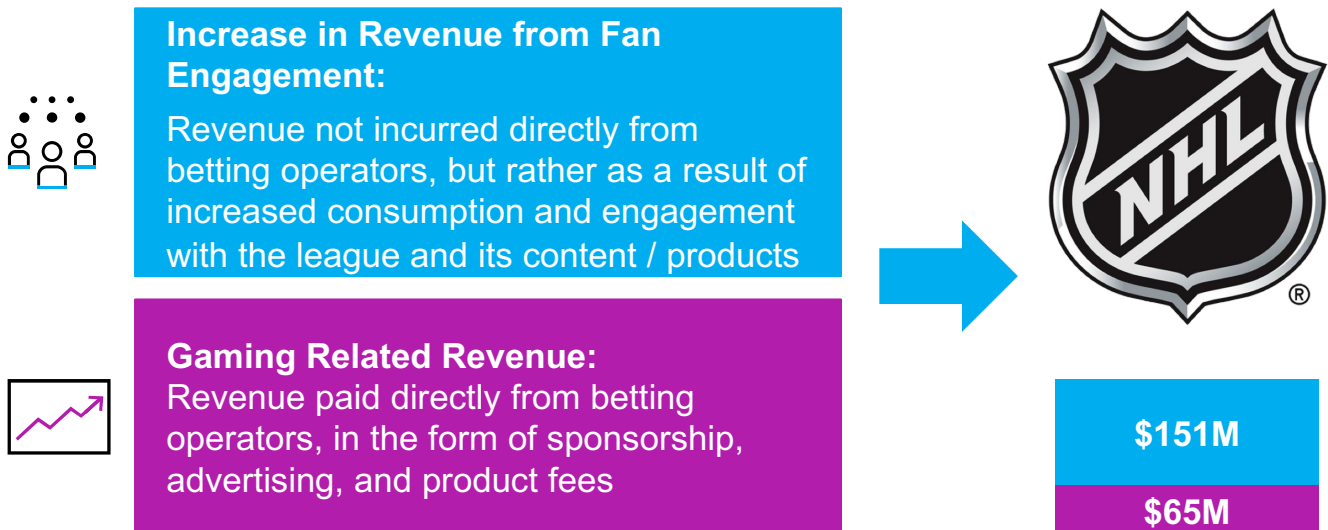 Increase in Revenue from Fan
Engagement:
Revenue not incurred directly from
betting operators, but rather as a result of
increased consumption and engagement
with the league and its content / products
Gaming Related Revenue:
Revenue paid directly from betting
operators, in the form of sponsorship,
advertising, and product fees
NHL
®
$151M
$65M